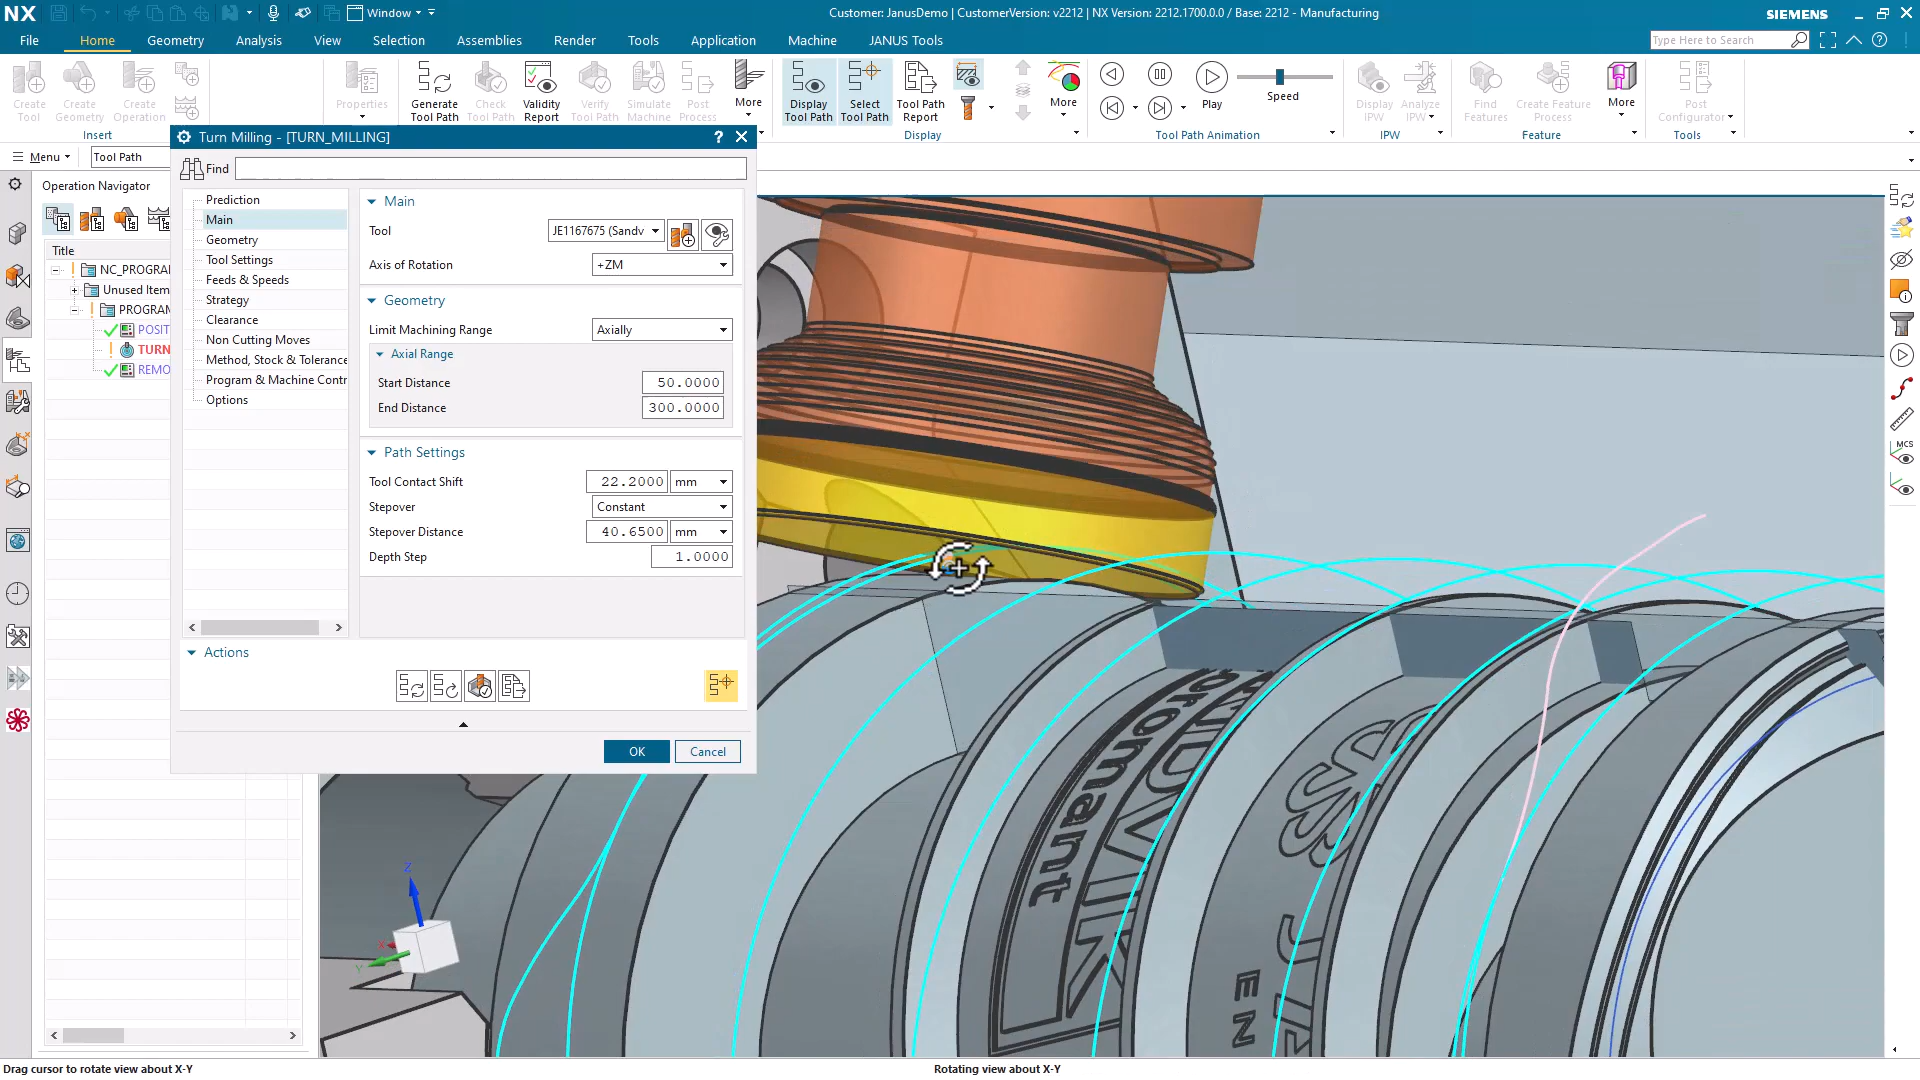 NX
Window
Customer: JanusDemo | CustomerVersion: v2212 | NX Version: 2212.1700.0.0 / Base: 2212 - Manufacturing
SIEMENS
File Home Geometry Analysis View Selection Assemblies Render Tools Application Machine JANUS Tools
Type Here to Search
Create Tool
Create Geometry
Create Operation
Properties
Generate Tool Path
Check Tool Path
Validity Report
Verify Tool Path
Simulate Machine
Post Process
More
Display Tool Path
Select Tool Path
Tool Path Report
More
Play
Speed
Display IPW
Analyze IPW
Find Features
Create Feature Process
More
Post Configurator
Insert
Display
Tool Path Animation
IPW
Feature
Tools
Menu
Tool Path
Turn Milling - [TURN_MILLING]
Find
Operation Navigator
Title
NC_PROGRA
Unused Item
PROGRA
POSIT
TURN
REMO
Prediction
Main
Geometry
Tool Settings
Feeds & Speeds
Strategy
Clearance
Non Cutting Moves
Method, Stock & Tolerance
Program & Machine Contr
Options
Main
Tool JE1167675 (Sandv
Axis of Rotation +ZM
Geometry
Limit Machining Range Axially
Axial Range
Start Distance 50.0000
End Distance 300.0000
Path Settings
Tool Contact Shift 22.2000 mm
Stepover Constant
Stepover Distance 40.6500 mm
Depth Step 1.0000
Actions
OK Cancel
MCS
Z
X
Y
EN
Drag cursor to rotate view about X-Y
Rotating view about X-Y